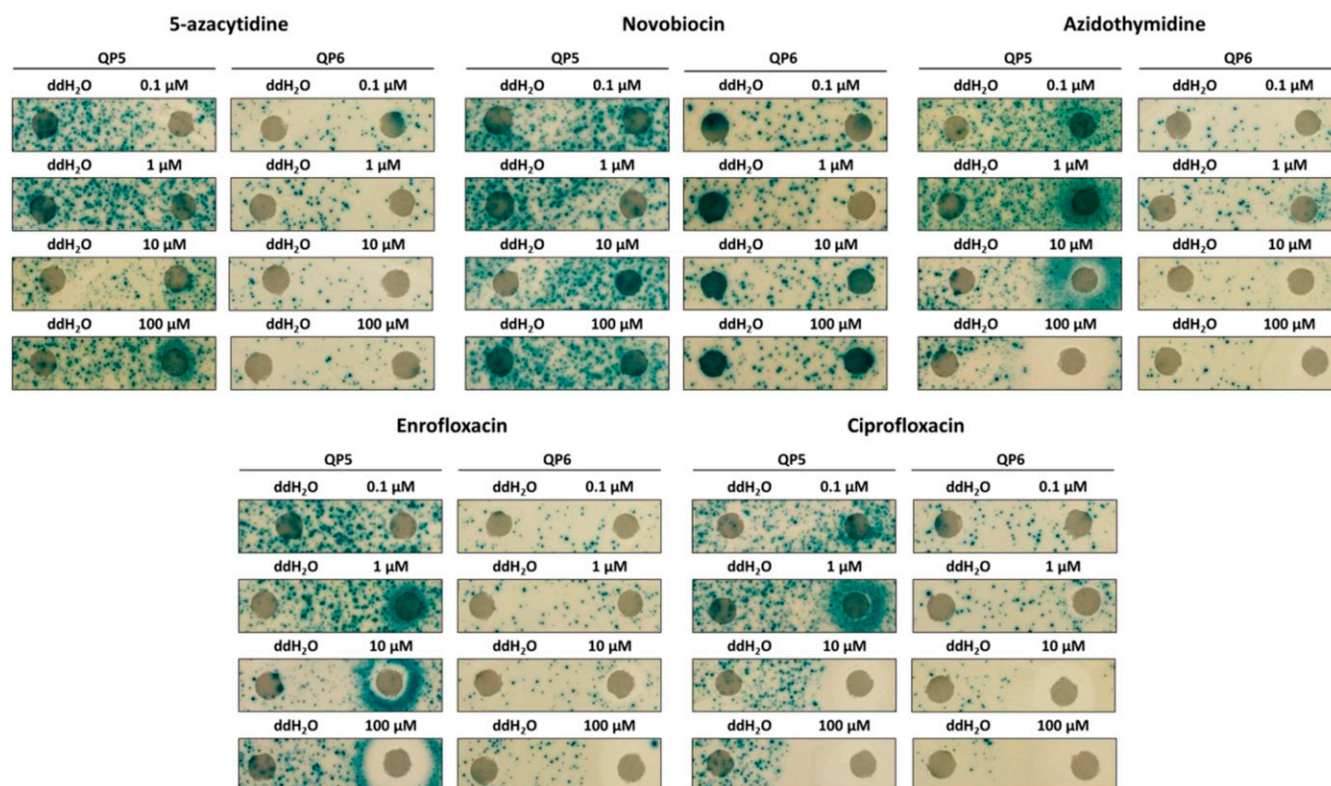 5-azacytidine Novobiocin Azidothymidine
QP5 QP6 QP5 QP6 QP5 QP6
ddH₂O 0.1 µM ddH₂O 0.1 µM ddH₂O 0.1 µM ddH₂O 0.1 µM ddH₂O 0.1 µM ddH₂O 0.1 µM
ddH₂O 1 µM ddH₂O 1 µM ddH₂O 1 µM ddH₂O 1 µM ddH₂O 1 µM ddH₂O 1 µM
ddH₂O 10 µM ddH₂O 10 µM ddH₂O 10 µM ddH₂O 10 µM ddH₂O 10 µM ddH₂O 10 µM
ddH₂O 100 µM ddH₂O 100 µM ddH₂O 100 µM ddH₂O 100 µM ddH₂O 100 µM ddH₂O 100 µM
Enrofloxacin Ciprofloxacin
QP5 QP6 QP5 QP6
ddH₂O 0.1 µM ddH₂O 0.1 µM ddH₂O 0.1 µM ddH₂O 0.1 µM
ddH₂O 1 µM ddH₂O 1 µM ddH₂O 1 µM ddH₂O 1 µM
ddH₂O 10 µM ddH₂O 10 µM ddH₂O 10 µM ddH₂O 10 µM
ddH₂O 100 µM ddH₂O 100 µM ddH₂O 100 µM ddH₂O 100 µM